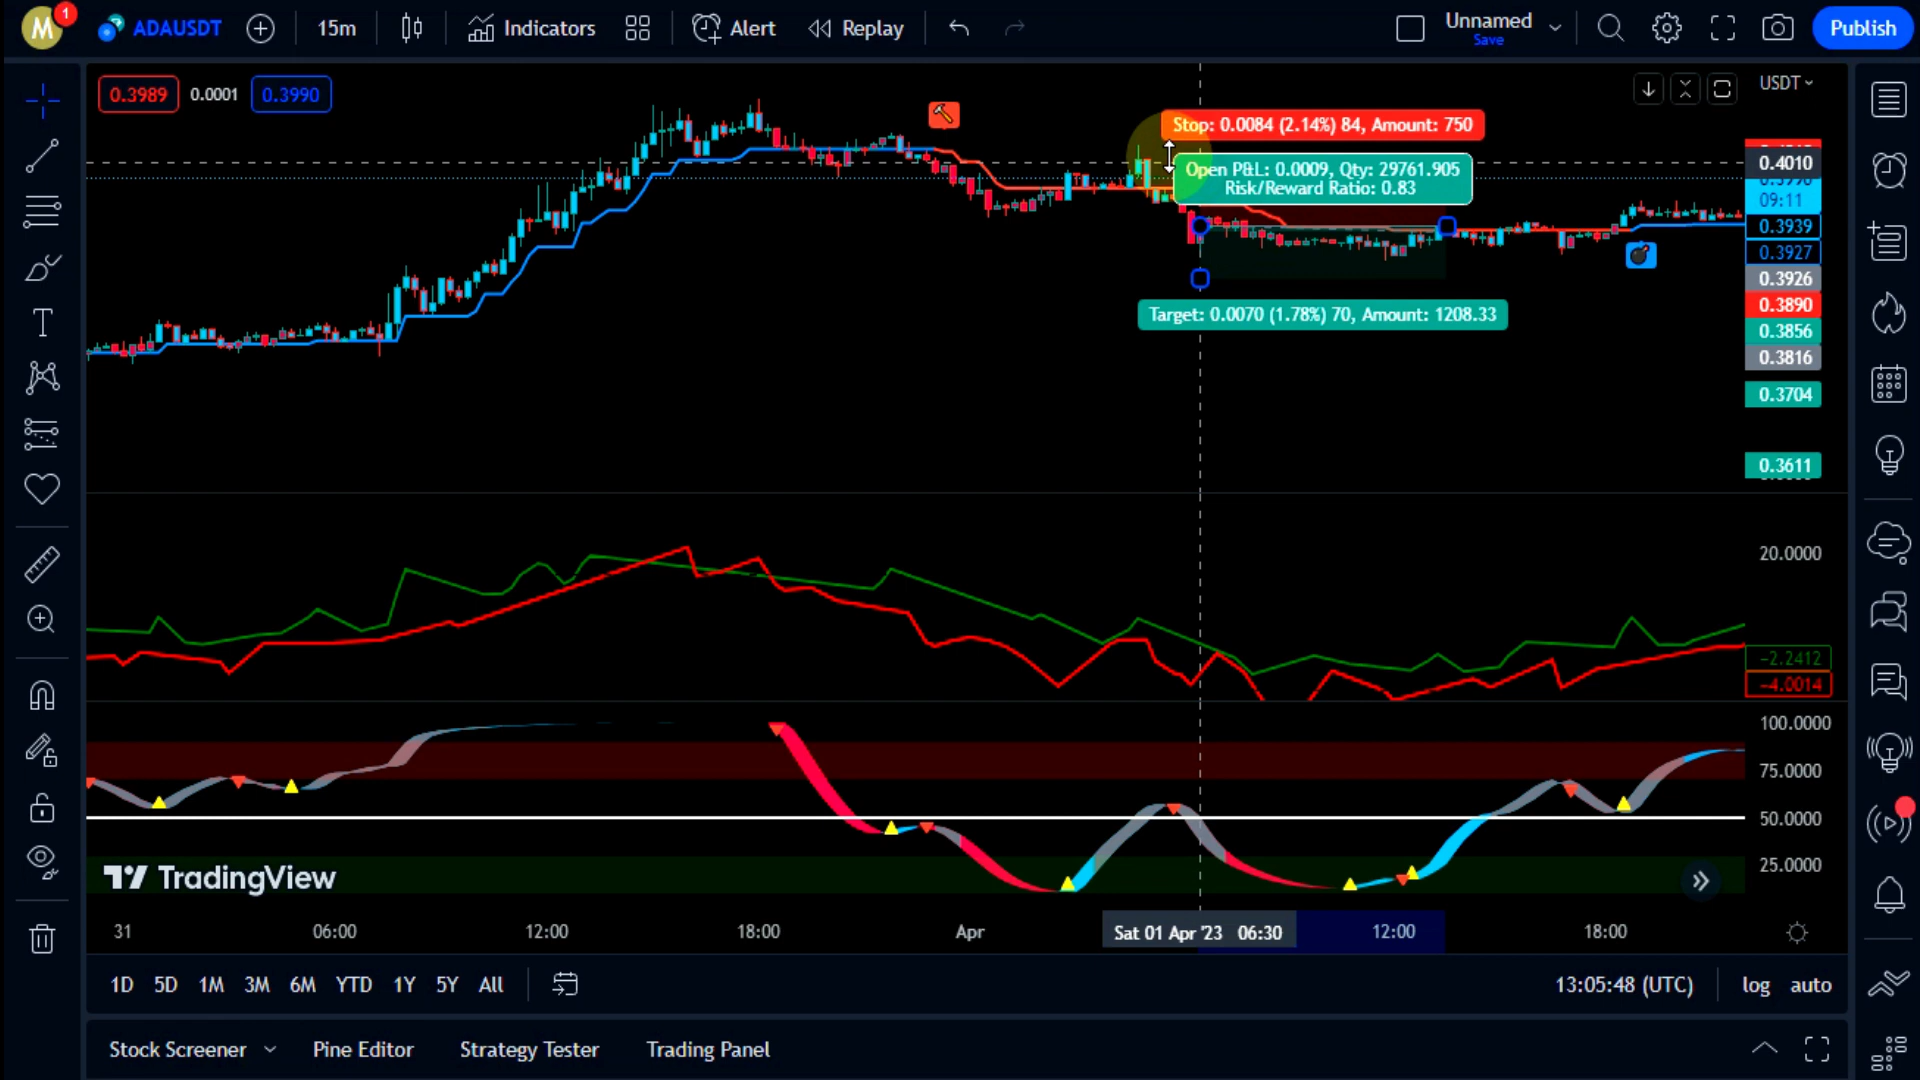 M
1
ADAUSDT
15m
Indicators
Alert
Replay
Unnamed
Save
Publish
0.3989
0.0001
0.3990
USDT
Stop: 0.0084 (2.14%) 84, Amount: 750
Open P&L: 0.0009, Qty: 29761.905
Risk/Reward Ratio: 0.83
Target: 0.0070 (1.78%) 70, Amount: 1208.33
0.4010
09:11
0.3939
0.3927
0.3926
0.3890
0.3856
0.3816
0.3704
0.3611
20.0000
−2.2412
−4.0014
100.0000
75.0000
50.0000
25.0000
TradingView
31
06:00
12:00
18:00
Apr
Sat 01 Apr '23 06:30
12:00
18:00
1D
5D
1M
3M
6M
YTD
1Y
5Y
All
13:05:48 (UTC)
log
auto
Stock Screener
Pine Editor
Strategy Tester
Trading Panel